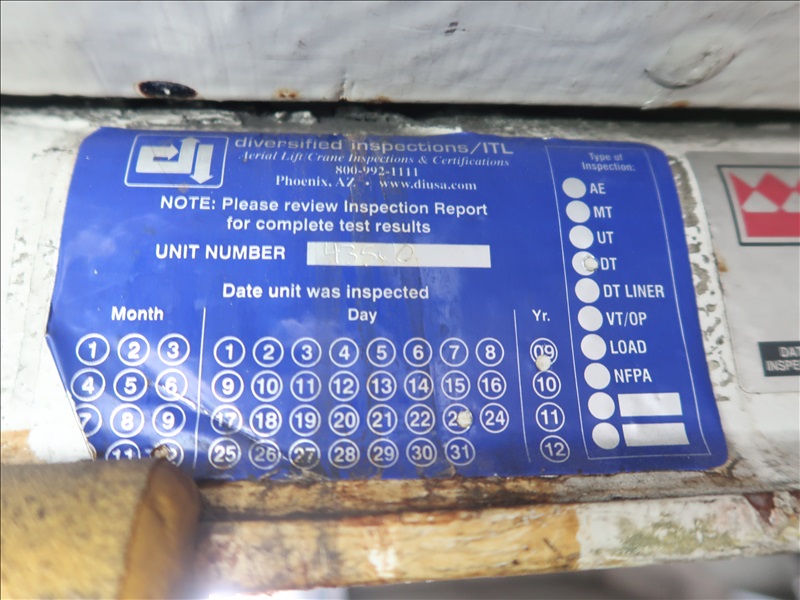 diversified inspections/ITL
Aerial Lift Crane Inspections & Certifications
800-992-1111
Phoenix, AZ • www.diusa.com
NOTE: Please review Inspection Report
for complete test results
UNIT NUMBER
Date unit was inspected
Month
1 2 3
4 5 6
7 8 9
11
Day
1 2 3 4 5 6 7 8
9 10 11 12 13 14 15 16
17 18 19 20 21 22 24
25 26 27 28 29 30 31
Yr.
09
10
11
12
Type of
Inspection:
AE
MT
UT
DT
DT LINER
VT/OP
LOAD
NFPA
DAT
INSPE